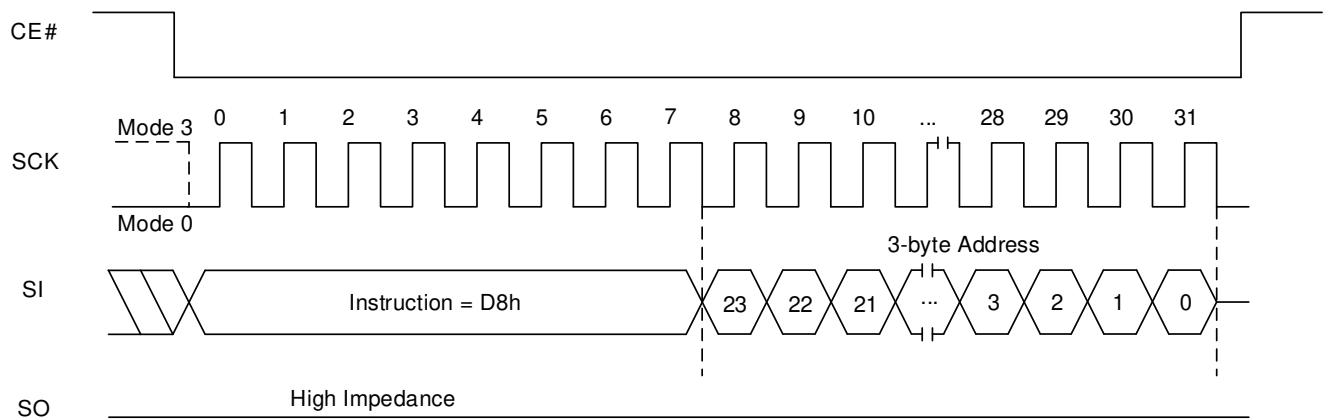 CE#
0 1 2 3 4 5 6 7 8 9 10 ... 28 29 30 31
Mode 3
SCK
Mode 0
3-byte Address
SI
Instruction = D8h
23 22 21 ... 3 2 1 0
High Impedance
SO